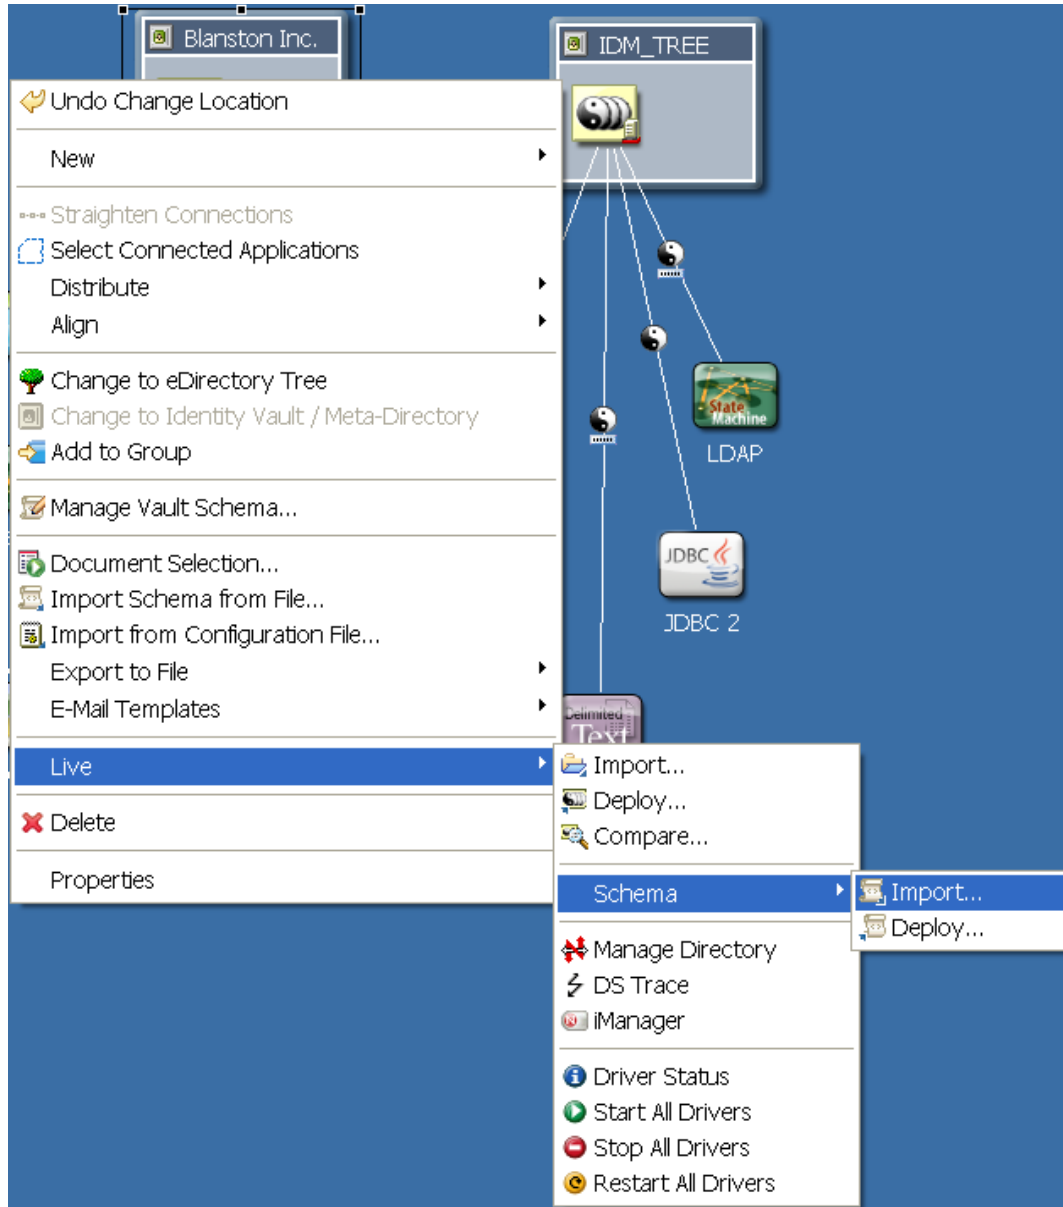 Blanston Inc.
IDM_TREE
Undo Change Location
New
Straighten Connections
Select Connected Applications
Distribute
Align
Change to eDirectory Tree
Change to Identity Vault / Meta-Directory
Add to Group
Manage Vault Schema...
Document Selection...
Import Schema from File...
Import from Configuration File...
Export to File
E-Mail Templates
Live
Delete
Properties
State
Machine
LDAP
JDBC
JDBC 2
Delimited
Text
Import...
Deploy...
Compare...
Schema
Manage Directory
DS Trace
iManager
Driver Status
Start All Drivers
Stop All Drivers
Restart All Drivers
Import...
Deploy...